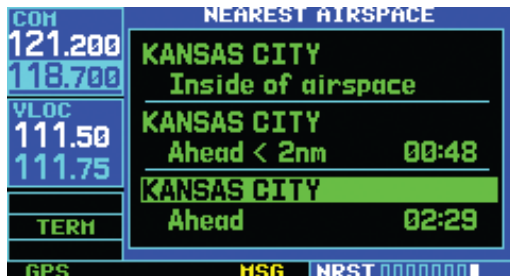 COM
121.200
118.700
VLOC
111.50
111.75
TERM
NEAREST AIRSPACE
KANSAS CITY
Inside of airspace
KANSAS CITY
Ahead < 2nm 00:48
KANSAS CITY
Ahead 02:29
GPS MSG NRST